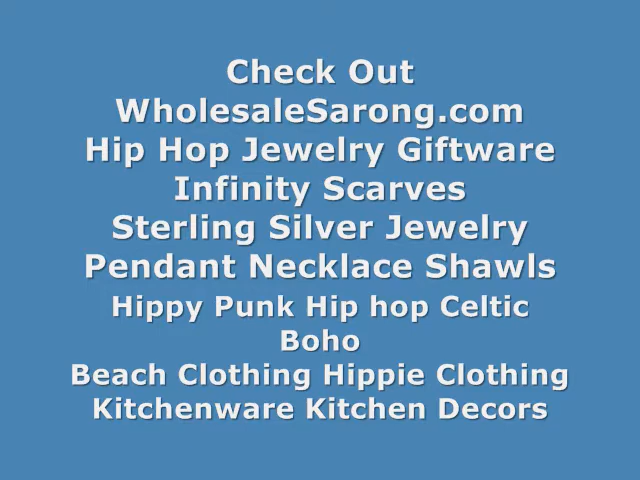 Check Out
WholesaleSarong.com
Hip Hop Jewelry Giftware
Infinity Scarves
Sterling Silver Jewelry
Pendant Necklace Shawls
Hippy Punk Hip hop Celtic
Boho
Beach Clothing Hippie Clothing
Kitchenware Kitchen Decors